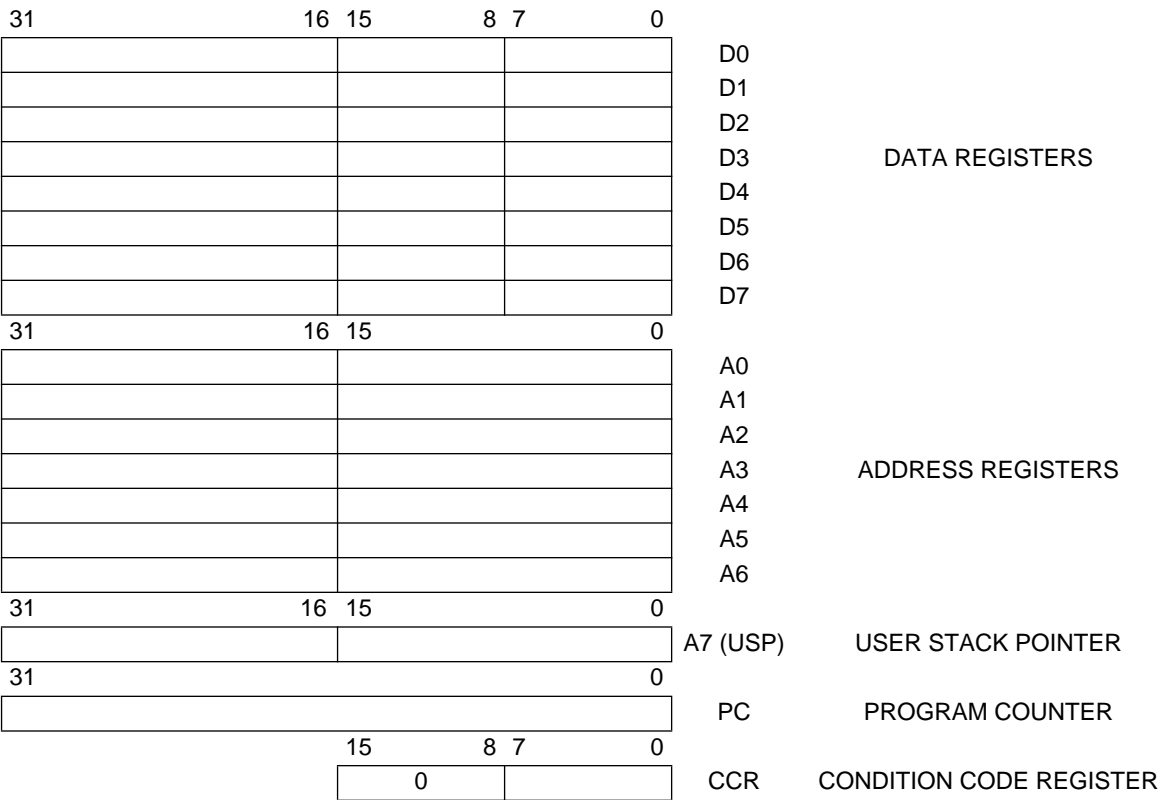 31 16 15 8 7 0
D0
D1
D2
D3 DATA REGISTERS
D4
D5
D6
D7
31 16 15 0
A0
A1
A2
A3 ADDRESS REGISTERS
A4
A5
A6
31 16 15 0
A7 (USP) USER STACK POINTER
31 0
PC PROGRAM COUNTER
15 8 7 0
0 CCR CONDITION CODE REGISTER